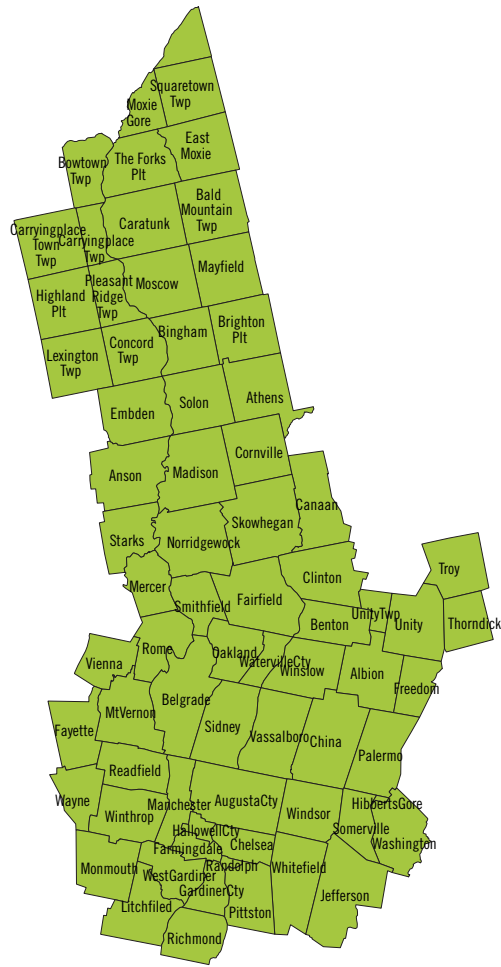 Squaretown
Twp
Moxie
Gore
East
Moxie
Bowtown
Twp
The Forks
Plt
Bald
Mountain
Twp
Caratunk
Carryingplace
Town
Twp
Carryingplace
Twp
Mayfield
Pleasant
Ridge
Twp
Moscow
Highland
Plt
Brighton
Plt
Bingham
Concord
Twp
Lexington
Twp
Athens
Solon
Embden
Cornville
Madison
Anson
Canaan
Skowhegan
Starks
Norridgewock
Troy
Clinton
Mercer
Smithfield
Fairfield
UnityTwp
Benton
Unity
Thorndick
Rome
Oakland
WatervilleCty
Vienna
Winslow
Albion
Freedom
Belgrade
MtVernon
Sidney
Fayette
Vassalboro
China
Palermo
Readfield
Wayne
Manchester
AugustaCty
HibbertsGore
Winthrop
Windsor
HallowellCty
Somerville
Chelsea
Washington
Farmingdale
Randolph
Monmouth
Whitefield
WestGardiner
GardinerCty
Jefferson
Litchfiled
Pittston
Richmond